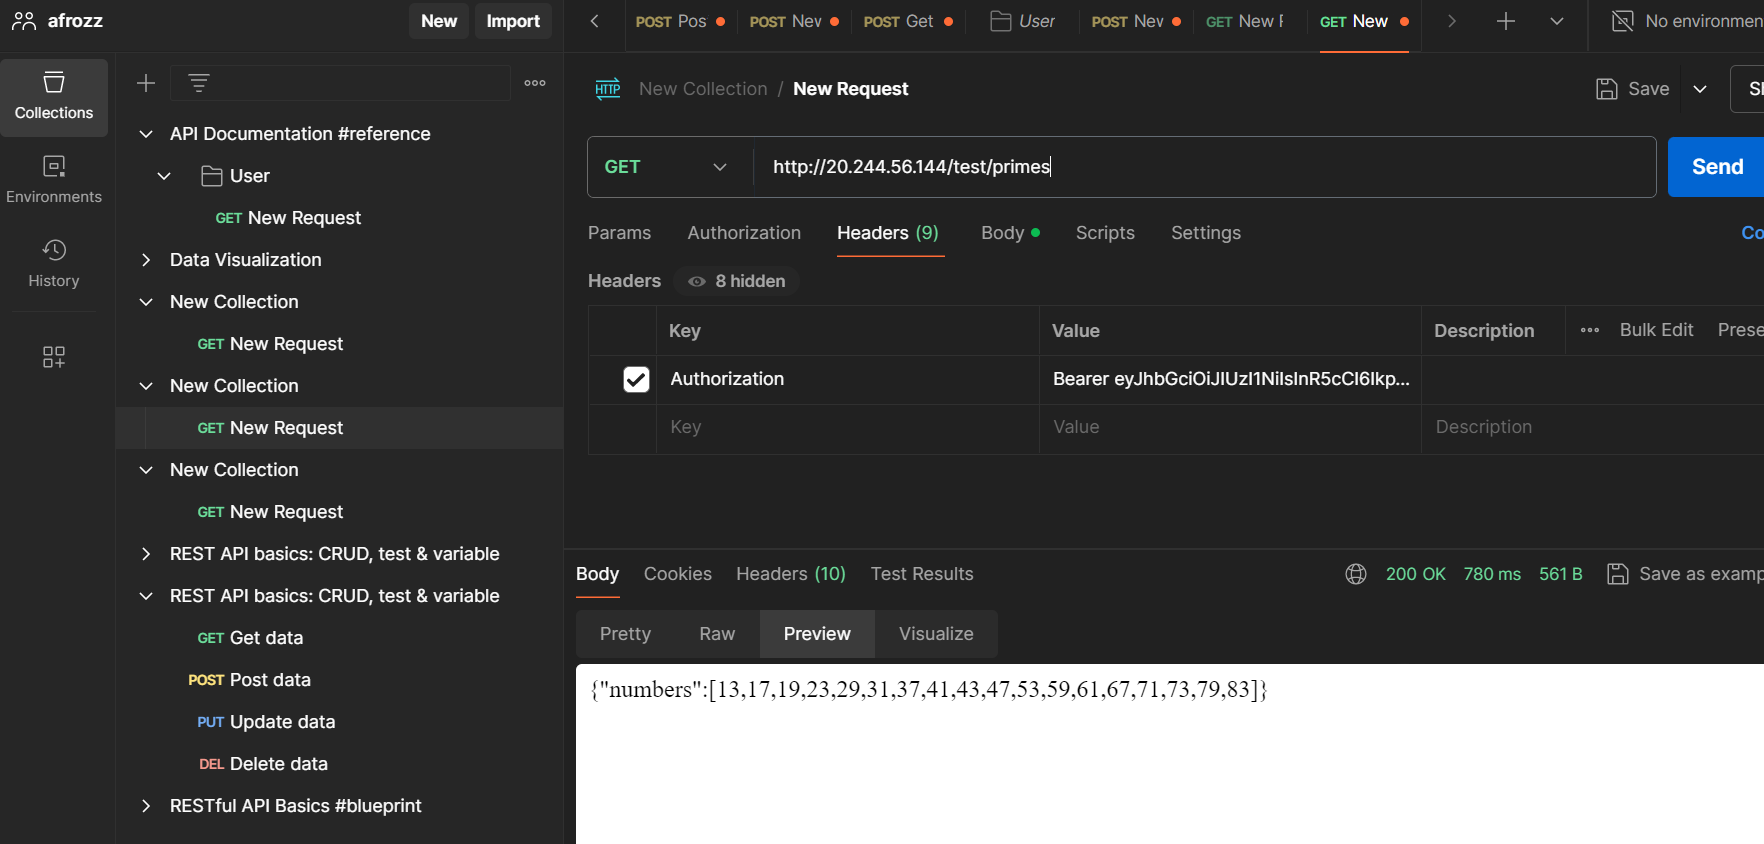 afrozz
New
Import
POST Pos
POST Nev
POST Get
User
POST Nev
GET New F
GET New
No environmen
Collections
Environments
History
API Documentation #reference
User
GET New Request
Data Visualization
New Collection
GET New Request
New Collection
GET New Request
New Collection
GET New Request
REST API basics: CRUD, test & variable
REST API basics: CRUD, test & variable
GET Get data
POST Post data
PUT Update data
DEL Delete data
RESTful API Basics #blueprint
HTTP New Collection / New Request
Save
Sl
GET
http://20.244.56.144/test/primes
Send
Params Authorization Headers (9) Body Scripts Settings
Co
Headers 8 hidden
Key Value Description Bulk Edit Prese
Authorization Bearer eyJhbGciOiJIUzI1NiIsInR5cCI6Ikp...
Key Value Description
Body Cookies Headers (10) Test Results
200 OK 780 ms 561 B Save as examp
Pretty Raw Preview Visualize
{"numbers":[13,17,19,23,29,31,37,41,43,47,53,59,61,67,71,73,79,83]}